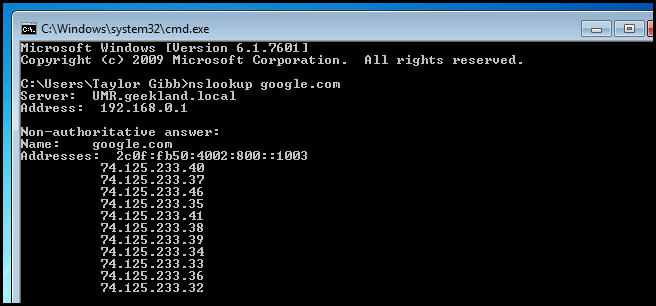 C:\Windows\system32\cmd.exe
Microsoft Windows [Version 6.1.7601]
Copyright (c) 2009 Microsoft Corporation.  All rights reserved.
C:\Users\Taylor Gibb>nslookup google.com
Server:  UMR.geekland.local
Address:  192.168.0.1
Non-authoritative answer:
Name:    google.com
Addresses:  2c0f:fb50:4002:800::1003
74.125.233.40
74.125.233.37
74.125.233.46
74.125.233.35
74.125.233.41
74.125.233.38
74.125.233.39
74.125.233.34
74.125.233.33
74.125.233.36
74.125.233.32